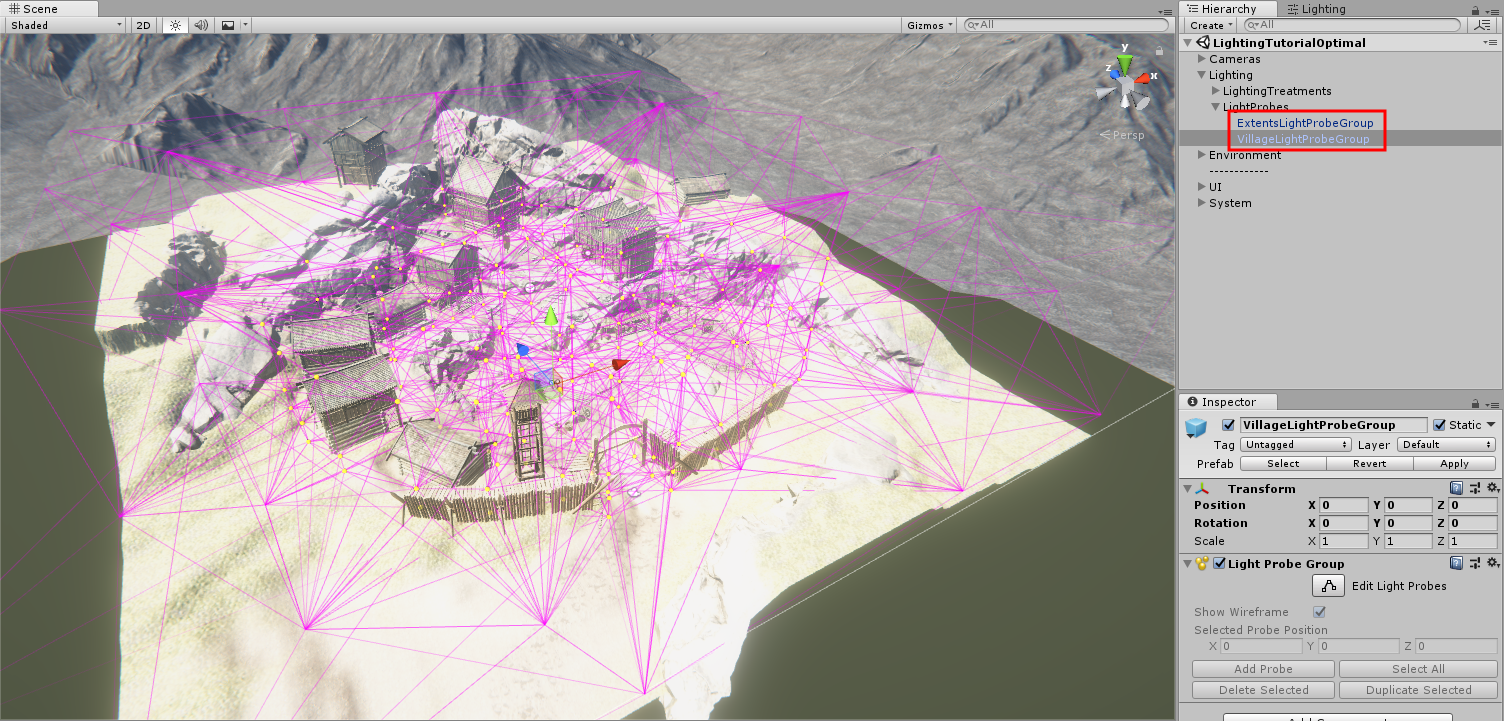 Scene
Shaded 2D Gizmos All
y
x
z
Persp
Hierarchy Lighting
Create All
LightingTutorialOptimal
Cameras
Lighting
LightingTreatments
LightProbes
ExtentsLightProbeGroup
VillageLightProbeGroup
Environment
------------
UI
System
Inspector
VillageLightProbeGroup Static
Tag Untagged Layer Default
Prefab Select Revert Apply
Transform
Position X 0 Y 0 Z 0
Rotation X 0 Y 0 Z 0
Scale X 1 Y 1 Z 1
Light Probe Group
Edit Light Probes
Show Wireframe
Selected Probe Position
X 0 Y 0 Z 0
Add Probe Select All
Delete Selected Duplicate Selected